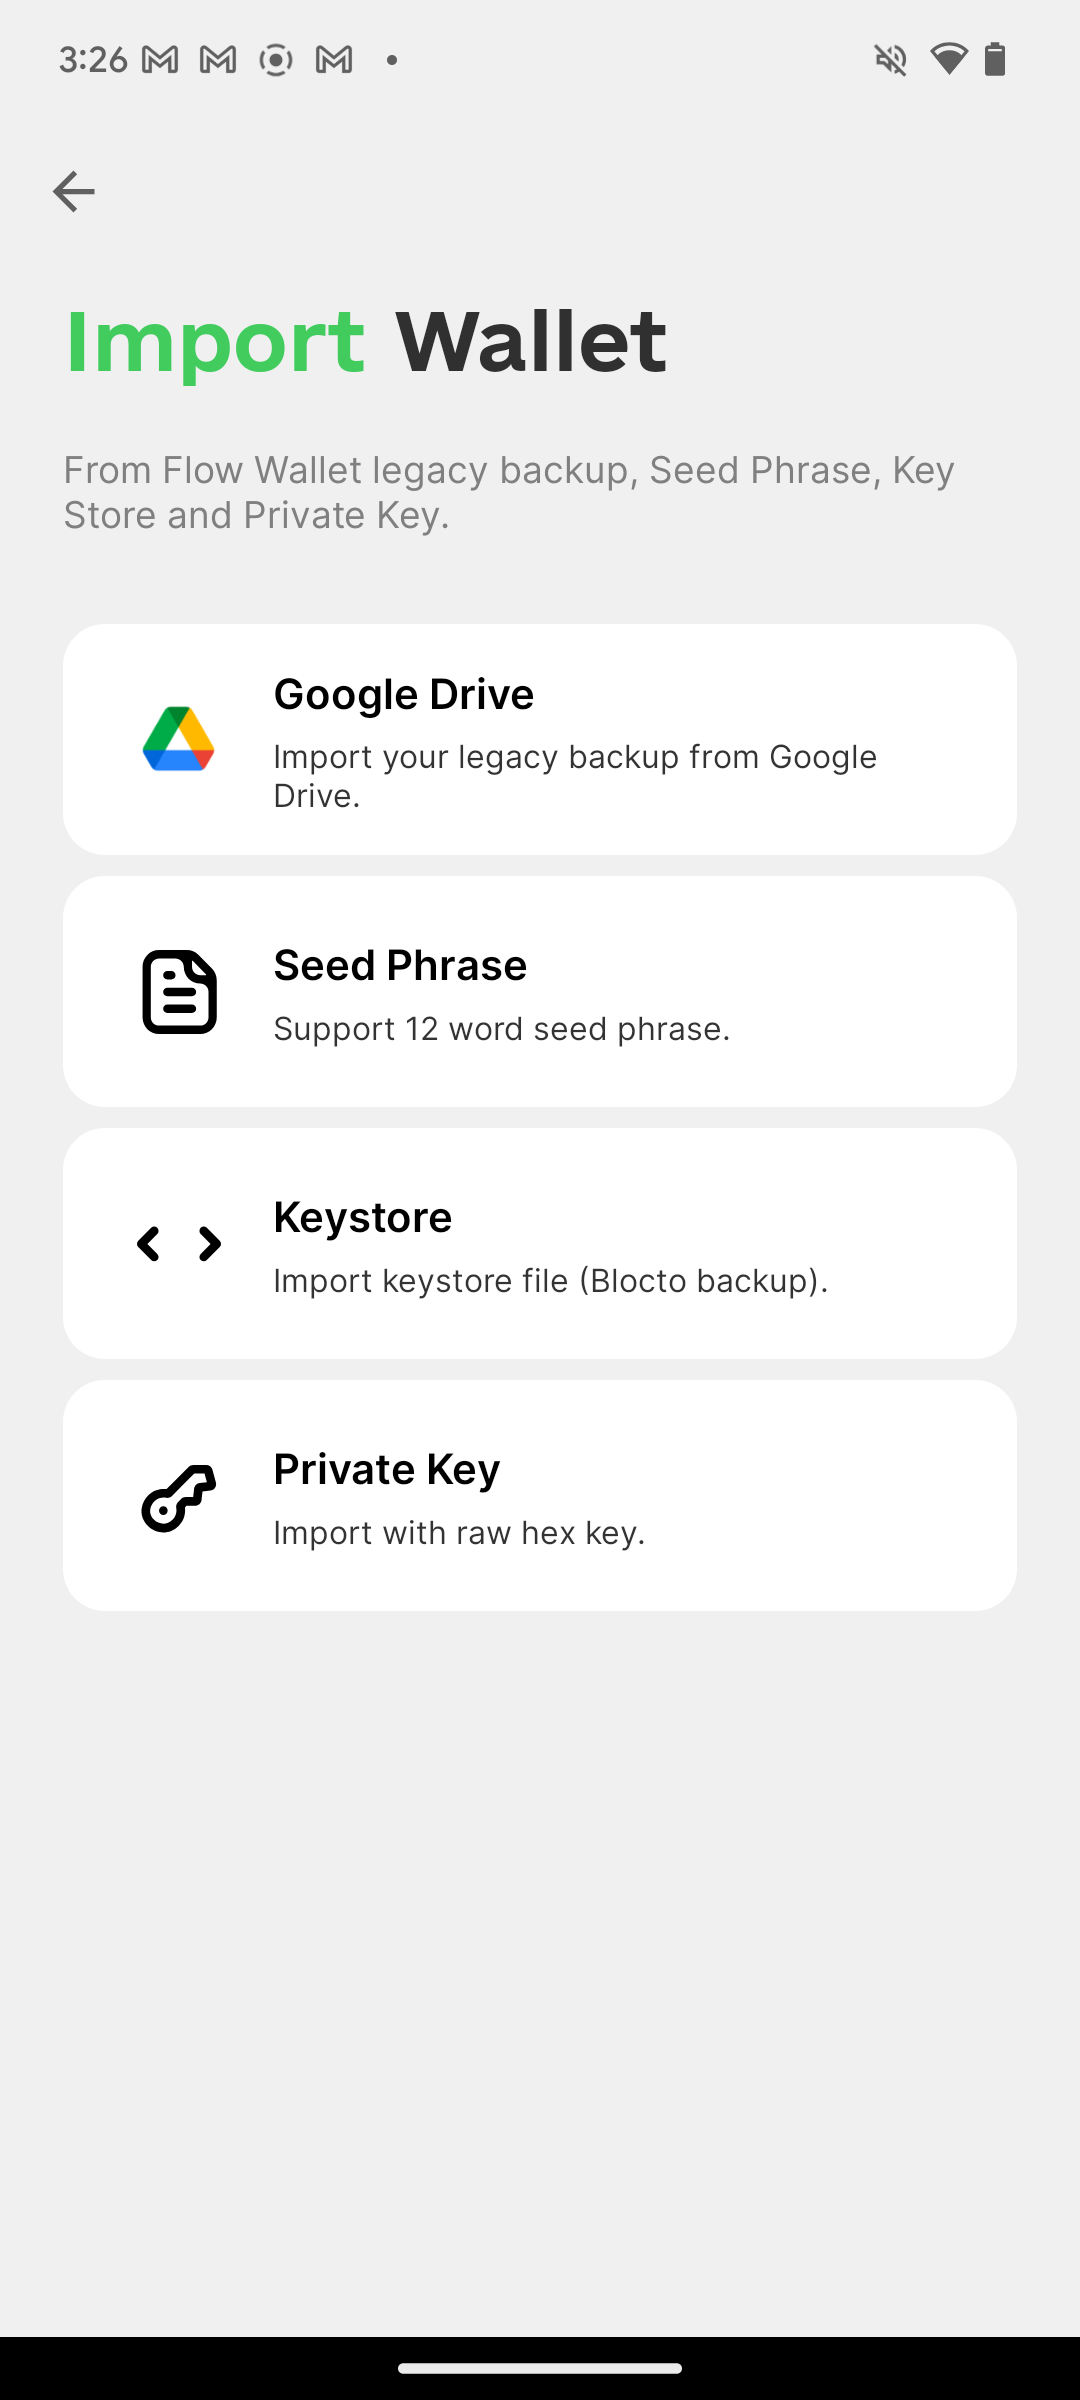 3:26
Import Wallet
From Flow Wallet legacy backup, Seed Phrase, Key
Store and Private Key.
Google Drive
Import your legacy backup from Google
Drive.
Seed Phrase
Support 12 word seed phrase.
Keystore
Import keystore file (Blocto backup).
Private Key
Import with raw hex key.